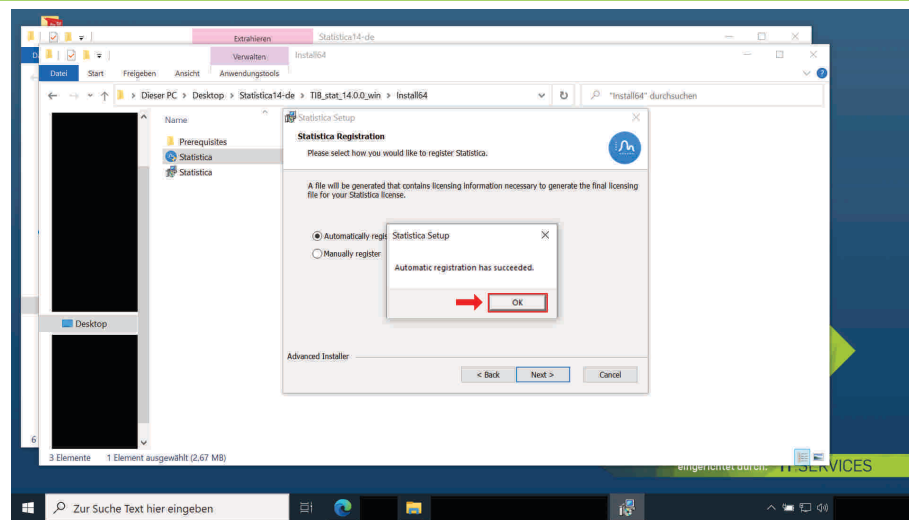 Extrahieren
Statistica14-de
Verwalten
Install64
Datei Start Freigeben Ansicht Anwendungstools
Dieser PC > Desktop > Statistica14-de > TIB_stat_14.0.0_win > Install64
"Install64" durchsuchen
Name
Prerequisites
Statistica
Statistica
Desktop
Statistica Setup
Statistica Registration
Please select how you would like to register Statistica.
A file will be generated that contains licensing information necessary to generate the final licensing
file for your Statistica license.
Automatically regis
Manually register
Statistica Setup
Automatic registration has succeeded.
OK
Advanced Installer
< Back Next > Cancel
6
3 Elemente 1 Element ausgewählt (2,67 MB)
eingerichtet durch: IT.SERVICES
Zur Suche Text hier eingeben